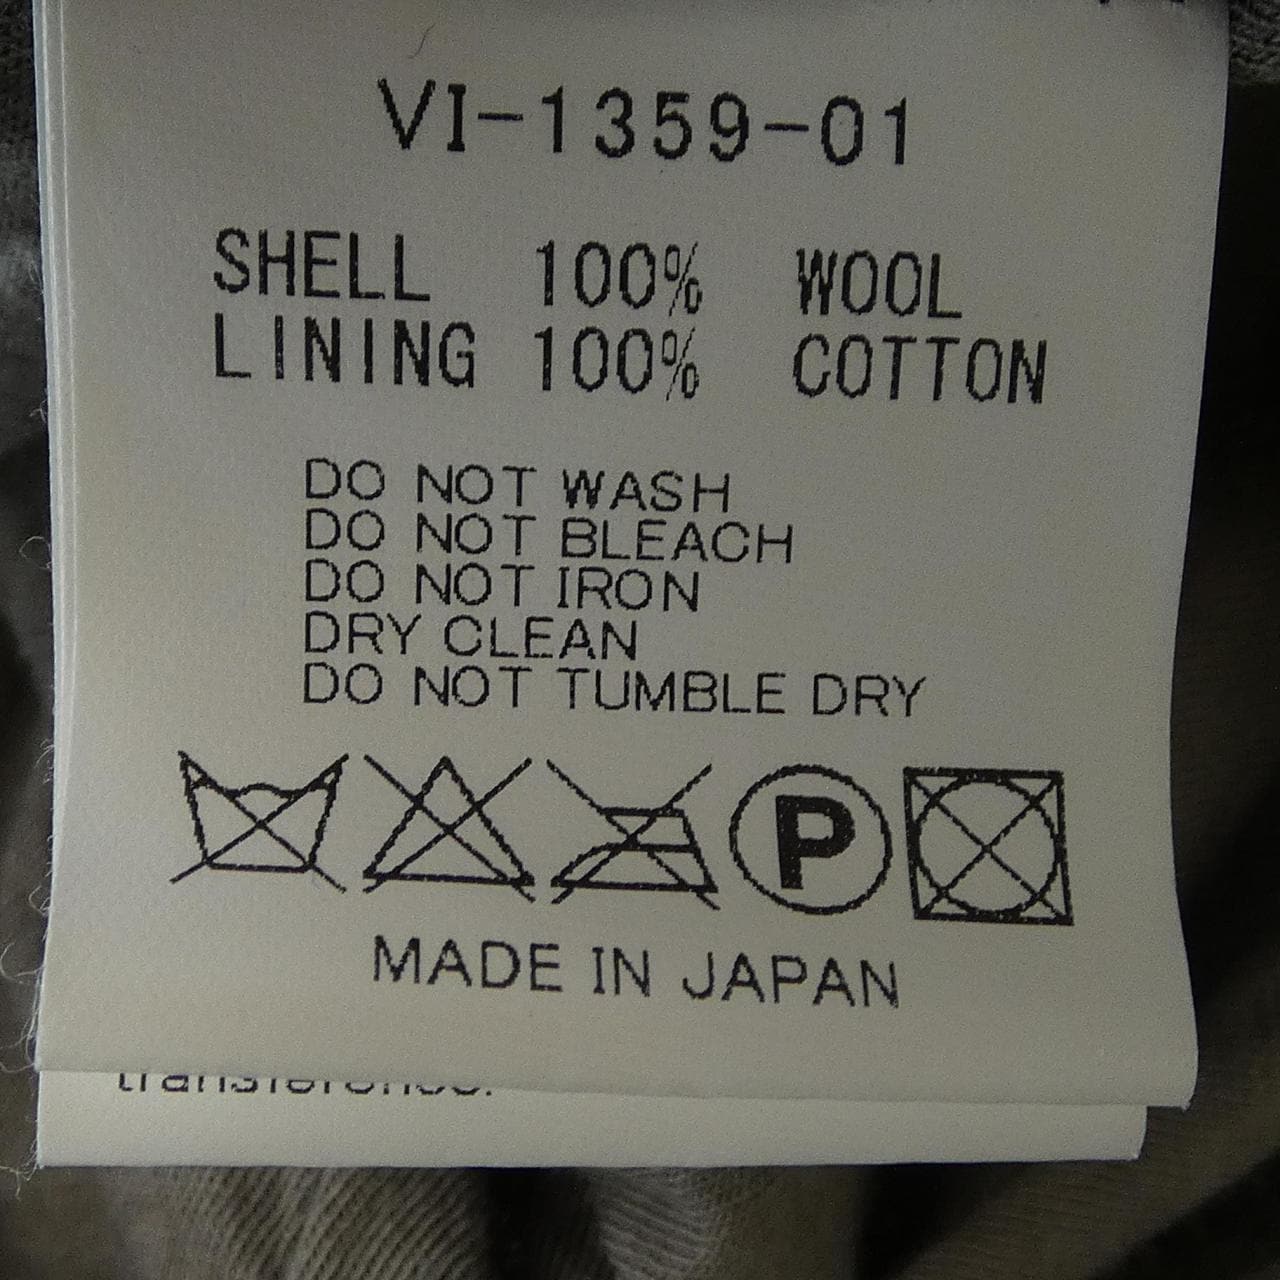 VI-1359-01
SHELL 100% WOOL
LINING 100% COTTON
DO NOT WASH
DO NOT BLEACH
DO NOT IRON
DRY CLEAN
DO NOT TUMBLE DRY
P
MADE IN JAPAN
transference.